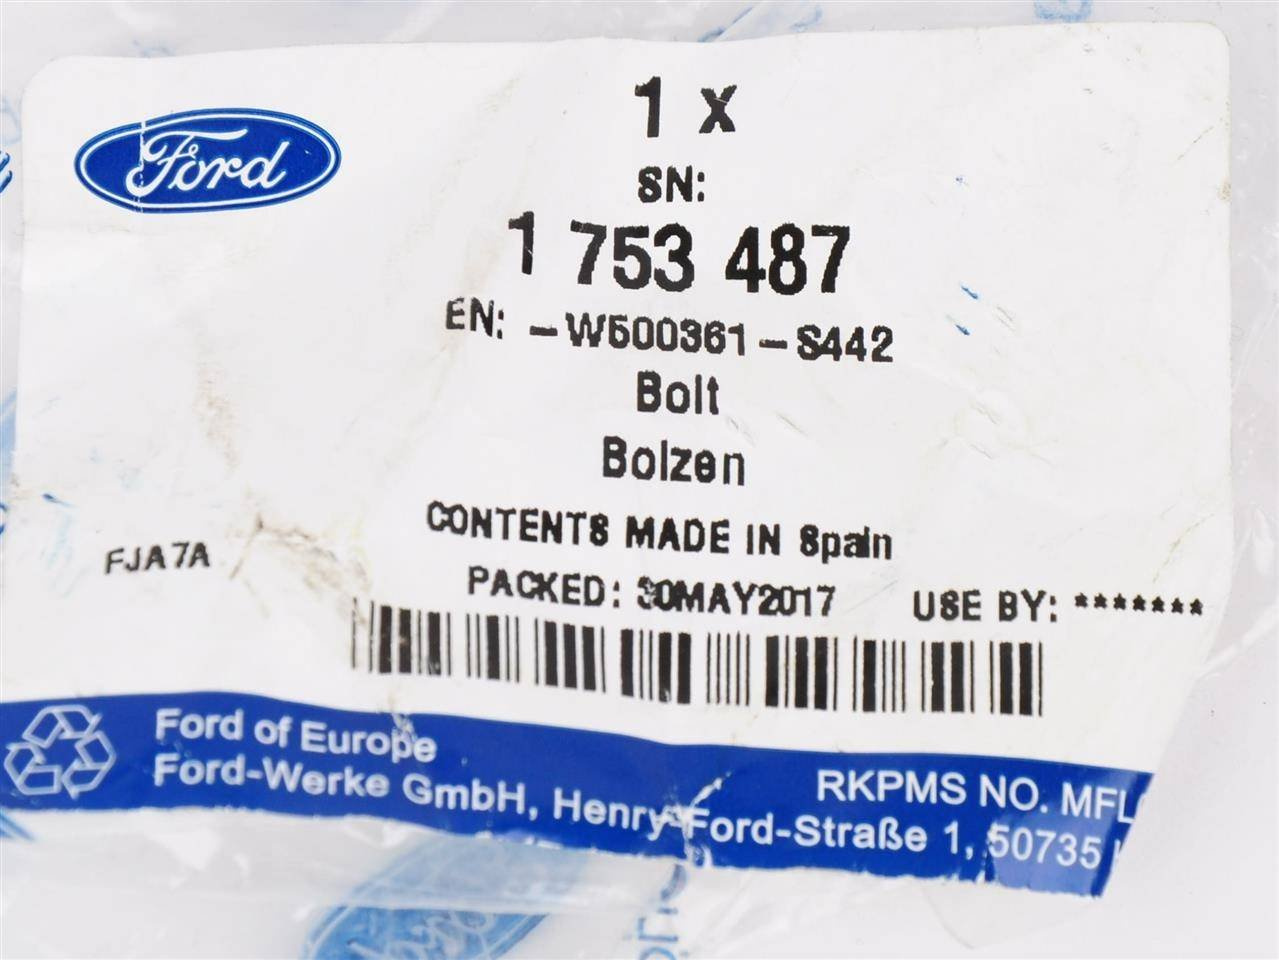 Ford
1 x
SN:
1 753 487
EN: -W500361-S442
Bolt
Bolzen
CONTENTS MADE IN Spain
FJA7A
PACKED: 30MAY2017 USE BY: *******
Ford of Europe
Ford-Werke GmbH, Henry-Ford-Straße 1, 50735
RKPMS NO. MFL